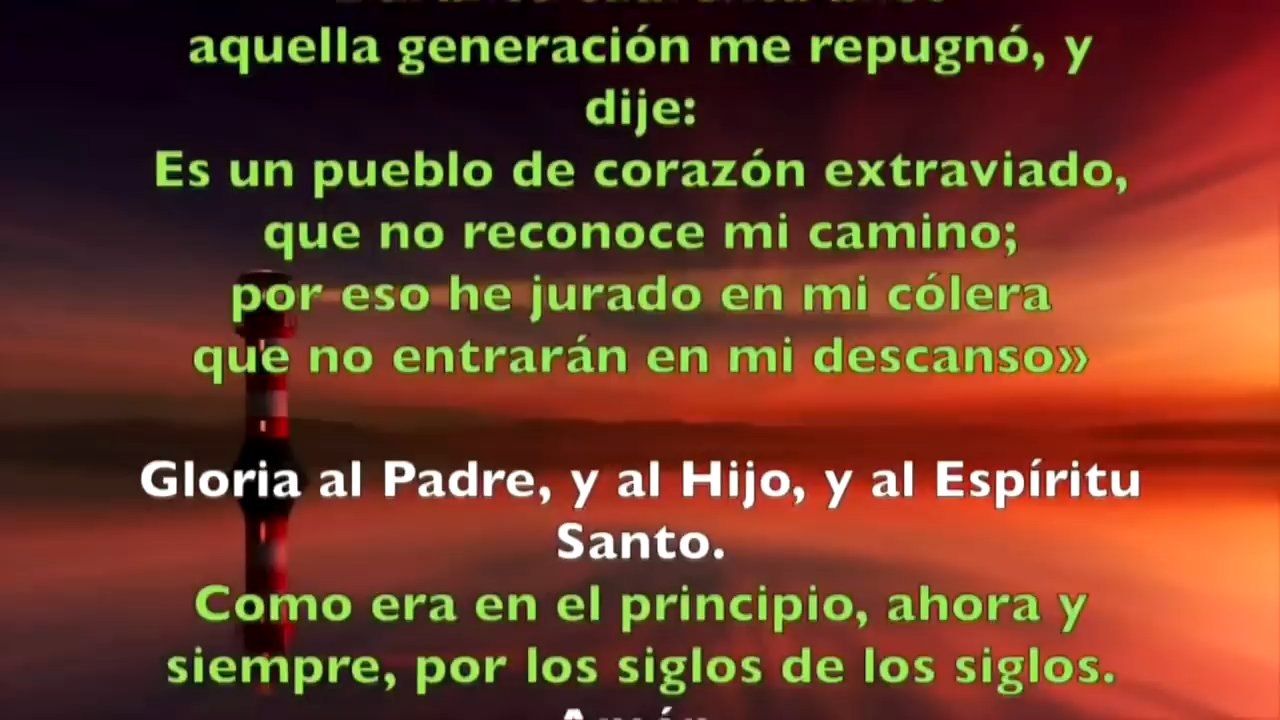 aquella generación me repugnó, y
dije:
Es un pueblo de corazón extraviado,
que no reconoce mi camino;
por eso he jurado en mi cólera
que no entrarán en mi descanso»
Gloria al Padre, y al Hijo, y al Espíritu
Santo.
Como era en el principio, ahora y
siempre, por los siglos de los siglos.